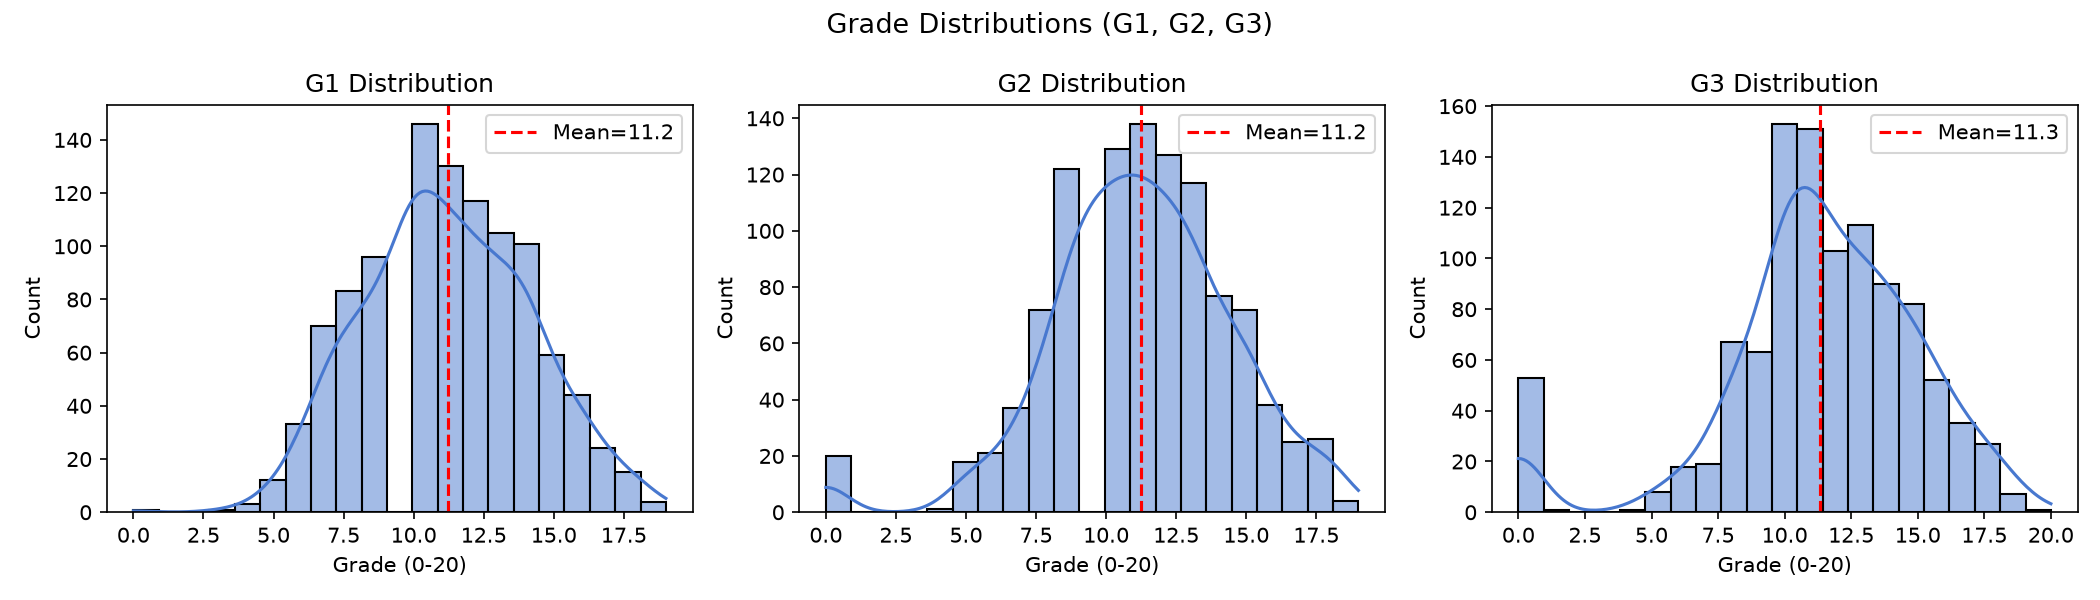 Grade Distributions (G1, G2, G3)
G1 Distribution
Mean=11.2
Count
0
20
40
60
80
100
120
140
0.0 2.5 5.0 7.5 10.0 12.5 15.0 17.5
Grade (0-20)
G2 Distribution
Mean=11.2
Count
0
20
40
60
80
100
120
140
0.0 2.5 5.0 7.5 10.0 12.5 15.0 17.5
Grade (0-20)
G3 Distribution
Mean=11.3
Count
0
20
40
60
80
100
120
140
160
0.0 2.5 5.0 7.5 10.0 12.5 15.0 17.5 20.0
Grade (0-20)